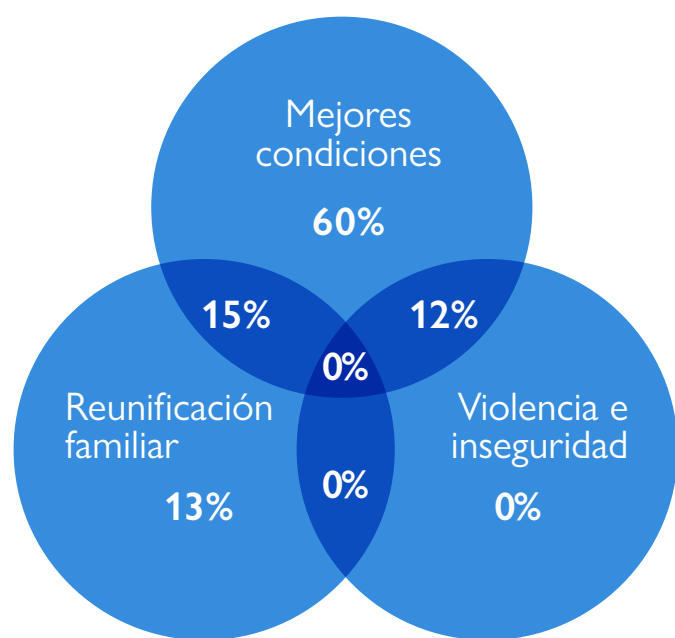 Mejores
condiciones
60%
15%
12%
0%
Reunificación
familiar
13%
0%
Violencia e
inseguridad
0%